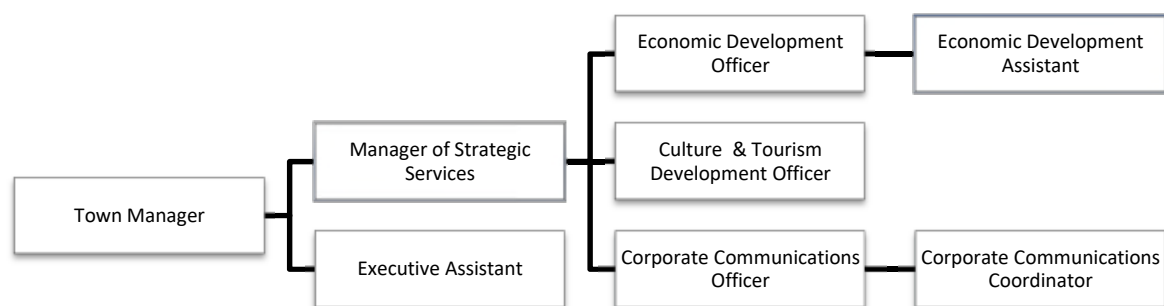 Economic Development
Officer
Economic Development
Assistant
Manager of Strategic
Services
Culture & Tourism
Development Officer
Town Manager
Executive Assistant
Corporate Communications
Officer
Corporate Communications
Coordinator